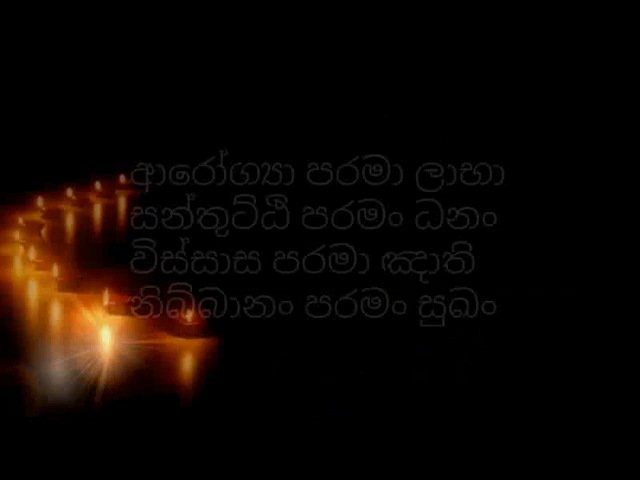 ආරෝග්‍යා පරමා ලාභා
සන්තුට්ඨි පරමං ධනං
විස්සාස පරමා ඤාති
නිබ්බානං පරමං සුඛං